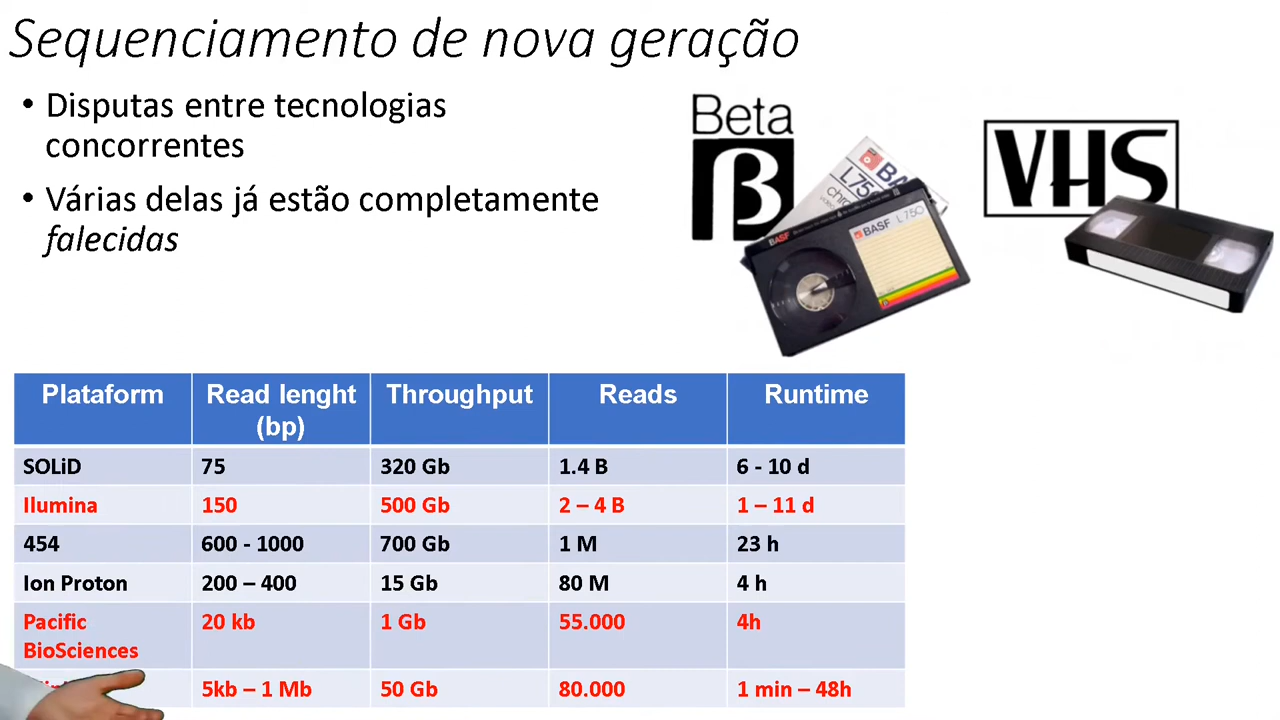 Sequenciamento de nova geração
• Disputas entre tecnologias
concorrentes
• Várias delas já estão completamente
falecidas
Beta
β
BASF
L 750
VHS
Plataform Read lenght (bp) Throughput Reads Runtime
SOLiD 75 320 Gb 1.4 B 6 - 10 d
Ilumina 150 500 Gb 2 – 4 B 1 – 11 d
454 600 - 1000 700 Gb 1 M 23 h
Ion Proton 200 – 400 15 Gb 80 M 4 h
Pacific BioSciences 20 kb 1 Gb 55.000 4h
5kb – 1 Mb 50 Gb 80.000 1 min – 48h